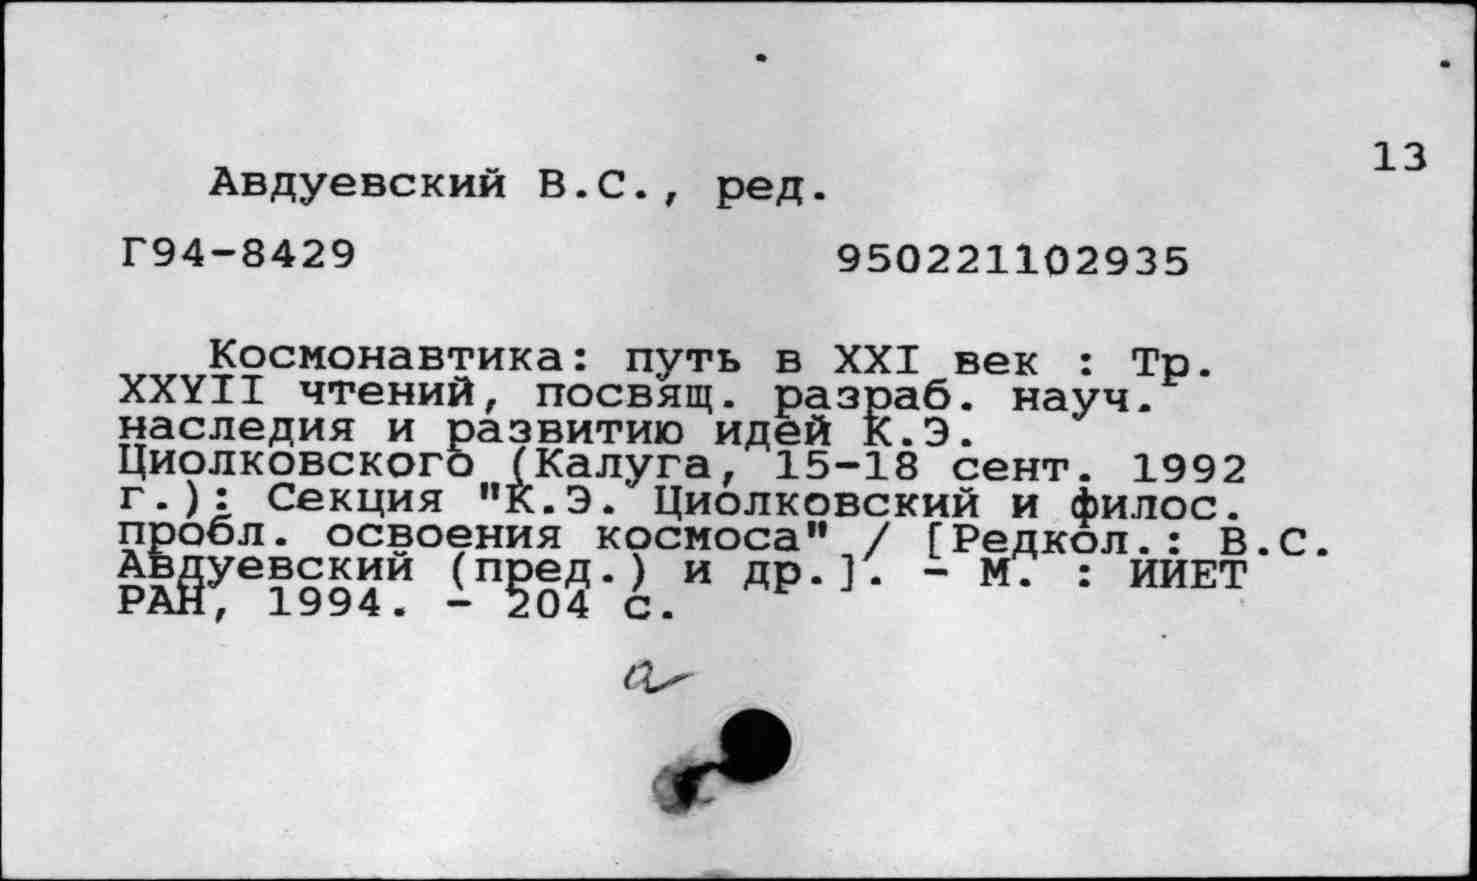 13
Авдуевский В.С., ред.
Г94-8429 950221102935
Космонавтика: путь в XXI век : Тр.
XXYII чтений, посвящ. разраб. науч.
наследия и развитию идей К.Э.
Циолковского (Калуга, 15-18 сент. 1992
г.): Секция "К.Э. Циолковский и филос.
пробл. освоения космоса" / [Редкол.: В.С.
Авдуевский (пред.) и др.]. - М. : ИИЕТ
РАН, 1994. - 204 с.